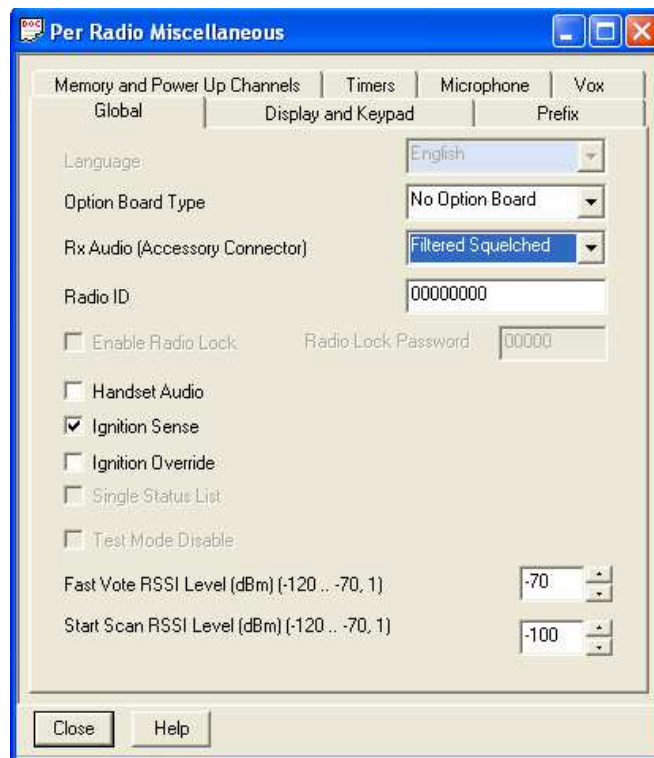 DOC
Per Radio Miscellaneous
Memory and Power Up Channels Timers Microphone Vox
Global Display and Keypad Prefix
Language English
Option Board Type No Option Board
Rx Audio (Accessory Connector) Filtered Squelched
Radio ID 00000000
Enable Radio Lock Radio Lock Password 00000
Handset Audio
Ignition Sense
Ignition Override
Single Status List
Test Mode Disable
Fast Vote RSSI Level (dBm) (-120 .. -70, 1) -70
Start Scan RSSI Level (dBm) (-120 .. -70, 1) -100
Close Help